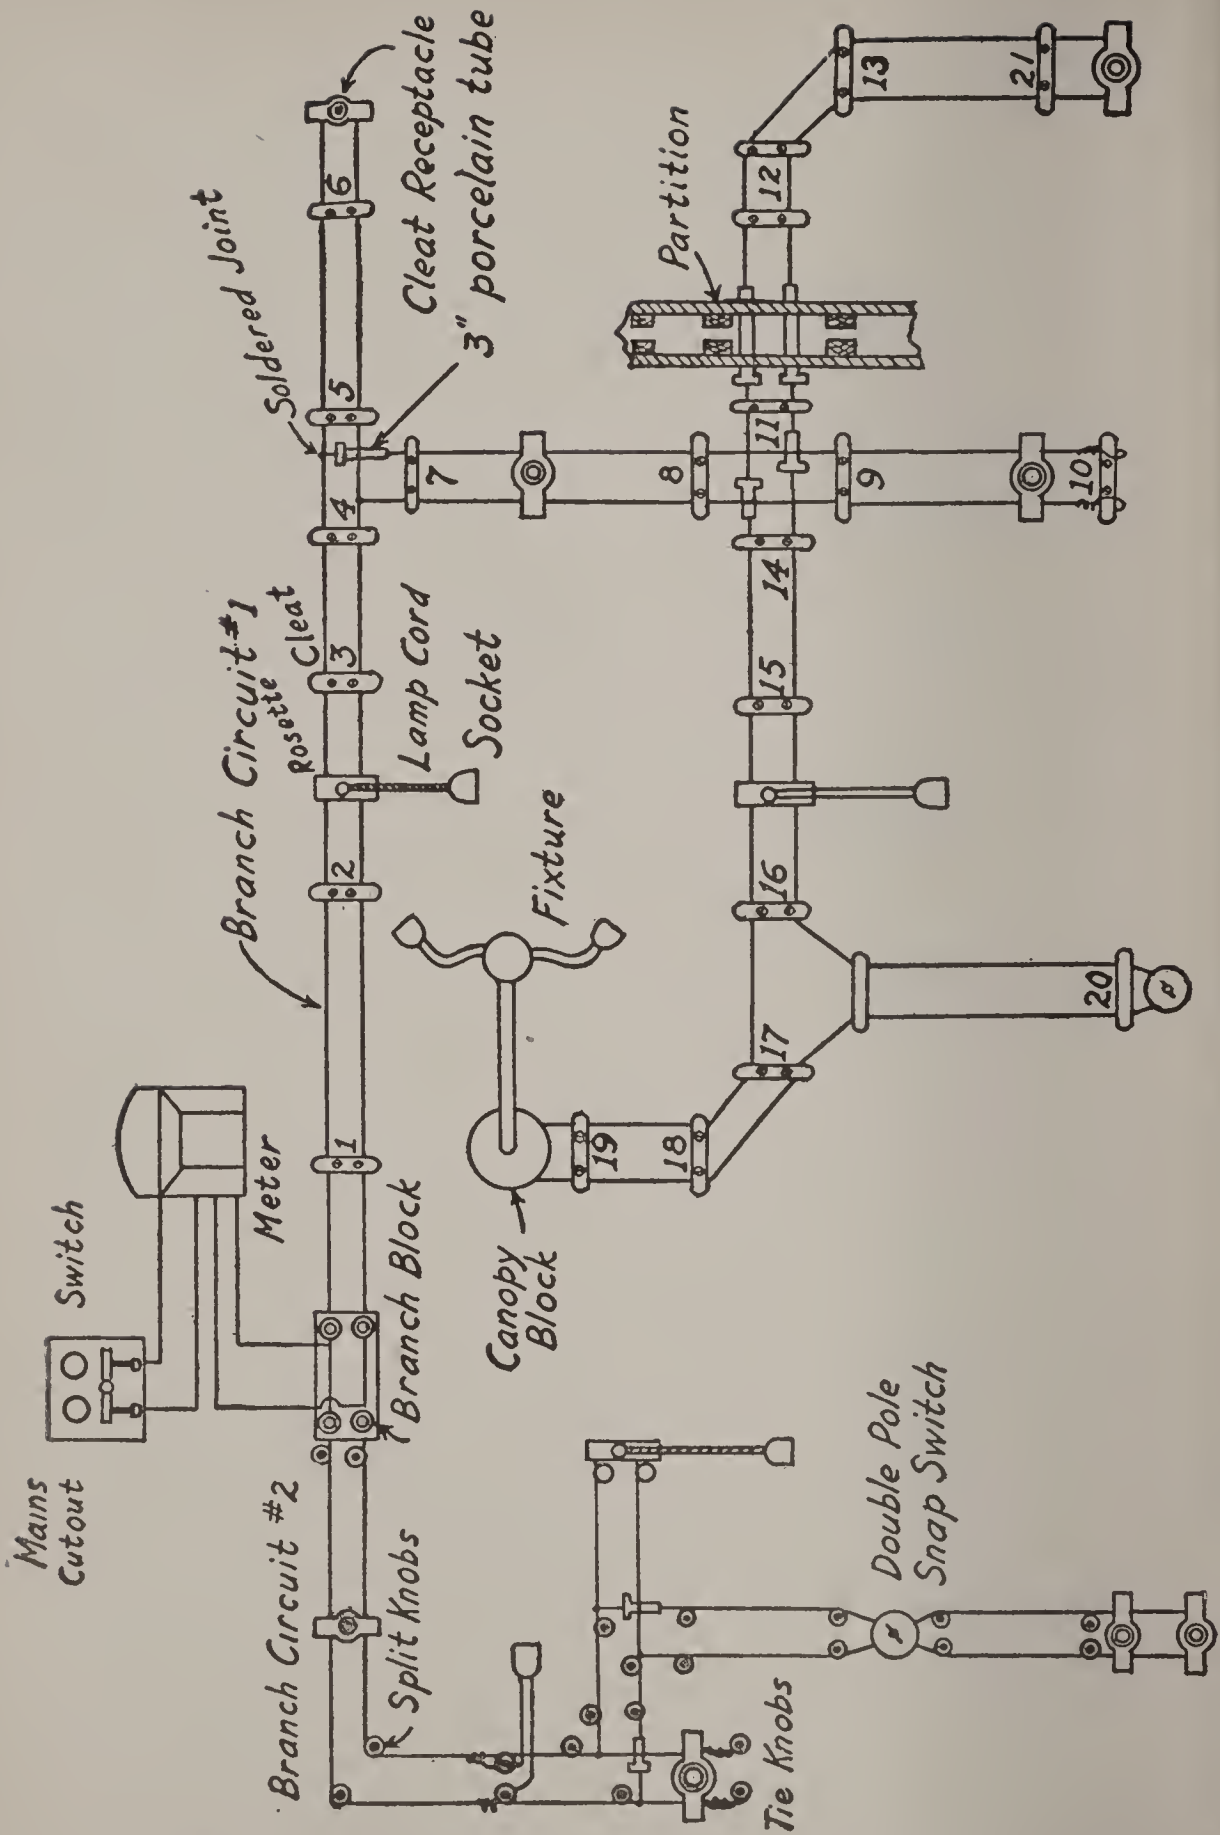 Mains
Cutout
Switch
Meter
Branch Block
Branch Circuit #2
Split Knobs
Tie Knobs
Double Pole
Snap Switch
Branch Circuit #1
Rosette
Cleat
Lamp Cord
Socket
Soldered Joint
Cleat Receptacle
3" porcelain tube
Fixture
Canopy
Block
Partition
1
2
3
4
5
6
7
8
9
10
11
12
13
14
15
16
17
18
19
20
21